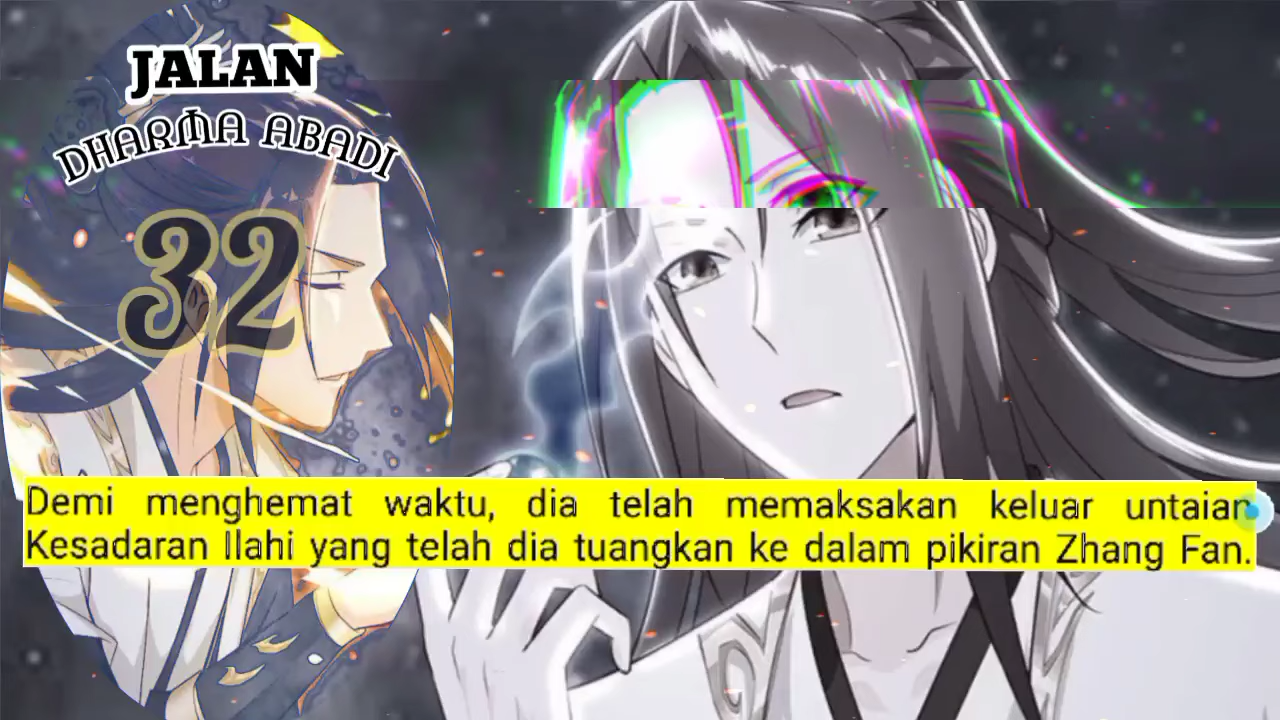 JALAN
DHARMA ABADI
32
Demi menghemat waktu, dia telah memaksakan keluar untaian
Kesadaran Ilahi yang telah dia tuangkan ke dalam pikiran Zhang Fan.